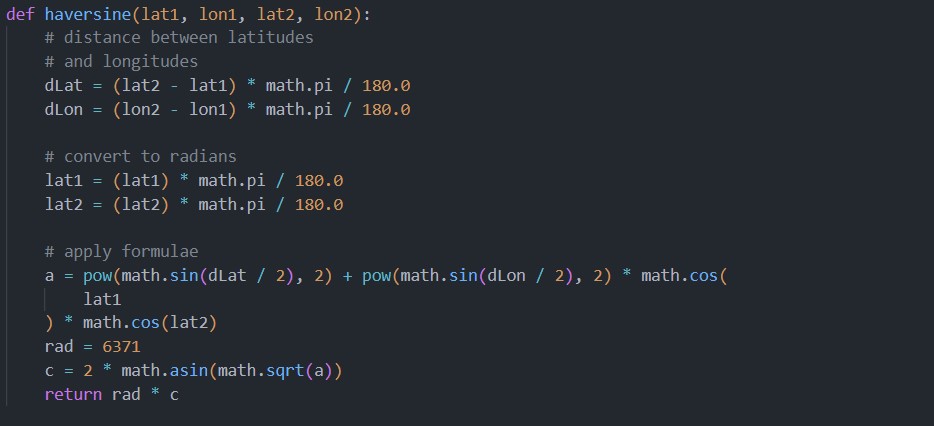 def haversine(lat1, lon1, lat2, lon2):
    # distance between latitudes
    # and longitudes
    dLat = (lat2 - lat1) * math.pi / 180.0
    dLon = (lon2 - lon1) * math.pi / 180.0

    # convert to radians
    lat1 = (lat1) * math.pi / 180.0
    lat2 = (lat2) * math.pi / 180.0

    # apply formulae
    a = pow(math.sin(dLat / 2), 2) + pow(math.sin(dLon / 2), 2) * math.cos(
        lat1
    ) * math.cos(lat2)
    rad = 6371
    c = 2 * math.asin(math.sqrt(a))
    return rad * c